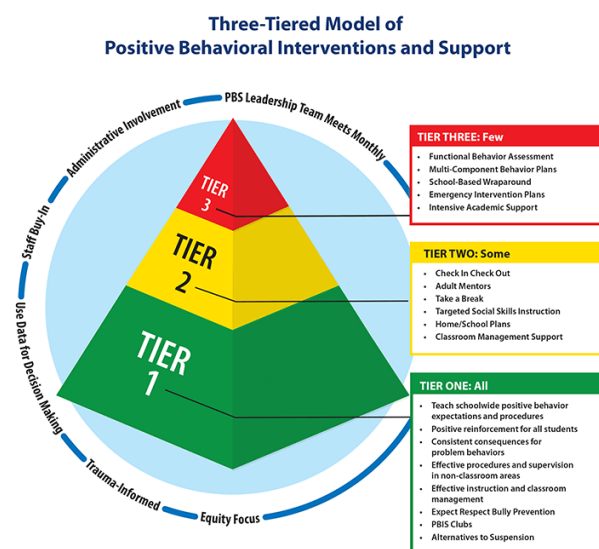 Three-Tiered Model of
Positive Behavioral Interventions and Support
PBS Leadership Team Meets Monthly
Administrative Involvement
Staff Buy-In
Use Data for Decision Making
Trauma-Informed
Equity Focus
TIER
3
TIER
2
TIER
1
TIER THREE: Few
• Functional Behavior Assessment
• Multi-Component Behavior Plans
• School-Based Wraparound
• Emergency Intervention Plans
• Intensive Academic Support
TIER TWO: Some
• Check In Check Out
• Adult Mentors
• Take a Break
• Targeted Social Skills Instruction
• Home/School Plans
• Classroom Management Support
TIER ONE: All
• Teach schoolwide positive behavior
expectations and procedures
• Positive reinforcement for all students
• Consistent consequences for
problem behaviors
• Effective procedures and supervision
in non-classroom areas
• Effective instruction and classroom
management
• Expect Respect Bully Prevention
• PBIS Clubs
• Alternatives to Suspension